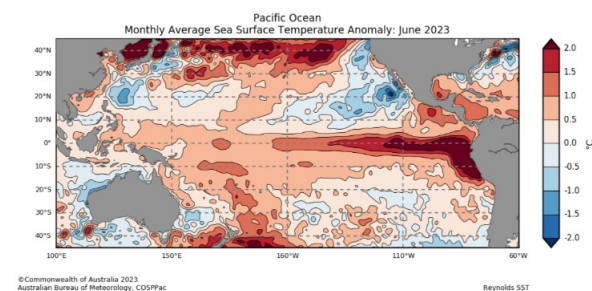 Pacific Ocean
Monthly Average Sea Surface Temperature Anomaly: June 2023
40°N
30°N
20°N
10°N
0°
10°S
20°S
30°S
40°S
100°E
150°E
160°W
110°W
60°W
2.0
1.5
1.0
0.5
0.0
-0.5
-1.0
-1.5
-2.0
°C
©Commonwealth of Australia 2023
Australian Bureau of Meteorology, COSPPac
Reynolds SST